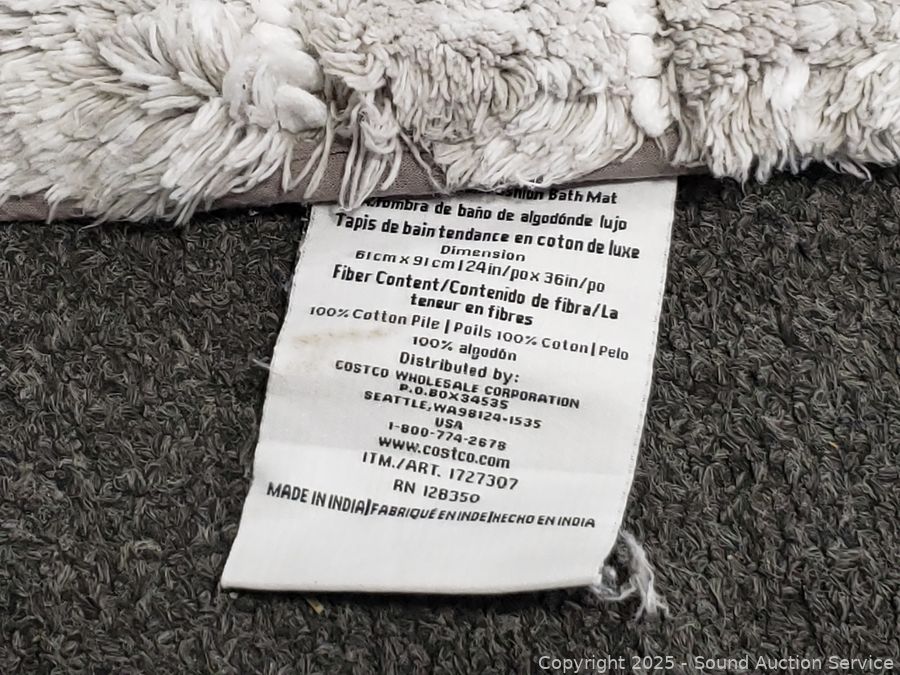 Bath Mat
de baño de algodónde lujo
Tapis de bain tendance en coton de luxe
Dimension
61cm x 91cm | 24in/po x 36in/po
Fiber Content/Contenido de fibra/La
teneur en fibres
100% Cotton Pile | Poils 100% Coton | Pelo
100% algodón
Distributed by:
COSTCO WHOLESALE CORPORATION
P.O.BOX34535
SEATTLE,WA98124-1535
USA
1-800-774-2678
www.costco.com
ITM./ART. 1727307
RN 128350
MADE IN INDIA|FABRIQUÉ EN INDE|HECHO EN INDIA
Copyright © 2025 - Sound Auction Service